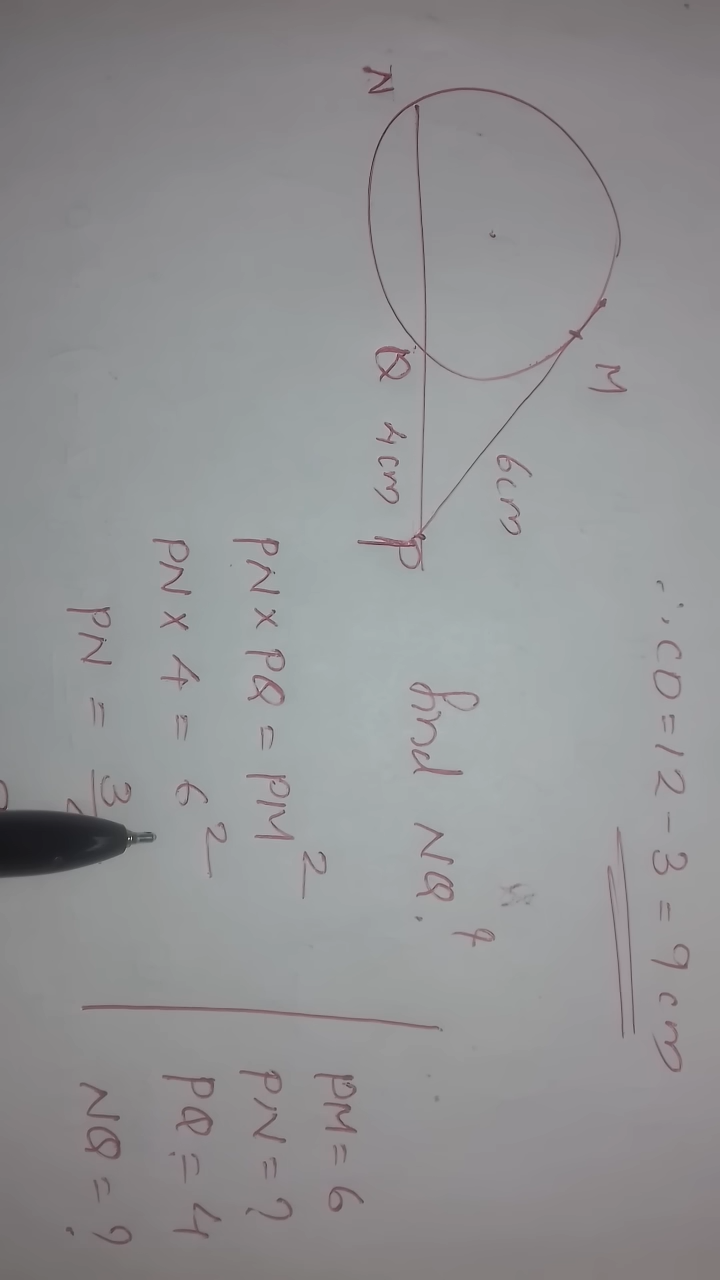 ∴ CD = 12 - 3 = 9 cm
N
M
Q
4cm
6cm
P
find NQ.
PN × PQ = PM²
PN × 4 = 6²
PN = 3
PM = 6
PN = ?
PQ = 4
NQ = ?